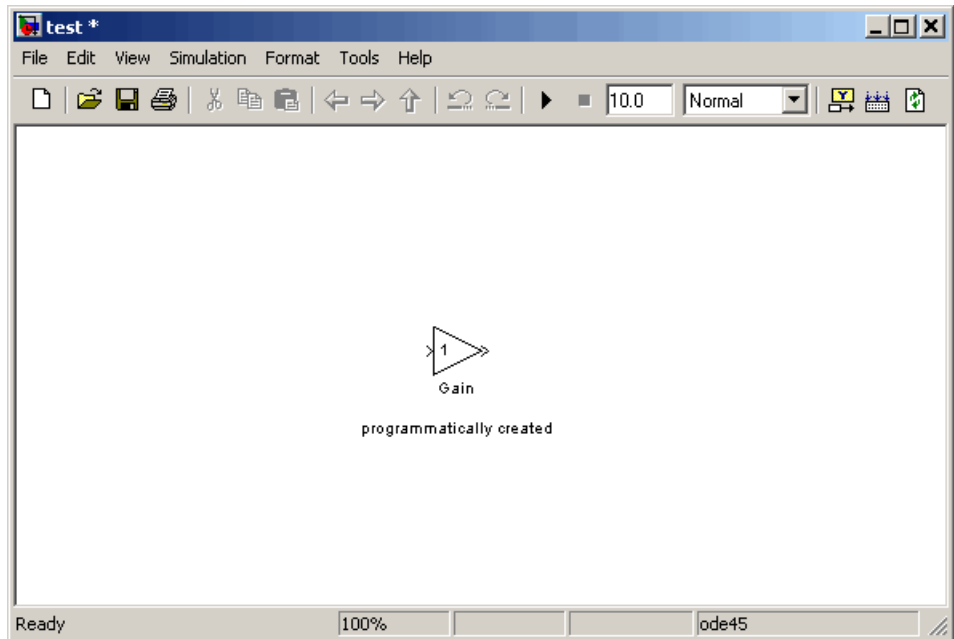 test *
File Edit View Simulation Format Tools Help
10.0 Normal
1
Gain
programmatically created
Ready 100% ode45